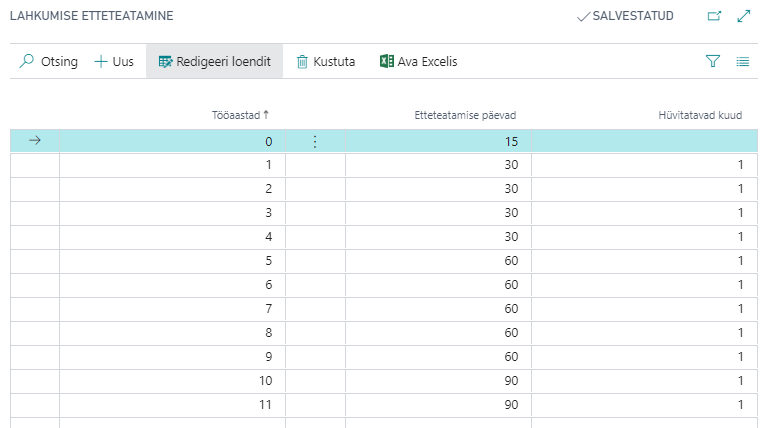 LAHKUMISE ETTETEATAMINE SALVESTATUD
Otsing Uus Redigeeri loendit Kustuta Ava Excelis
Tööaastad ↑ Etteteatamise päevad Hüvitatavad kuud
0 15
1 30 1
2 30 1
3 30 1
4 30 1
5 60 1
6 60 1
7 60 1
8 60 1
9 60 1
10 90 1
11 90 1